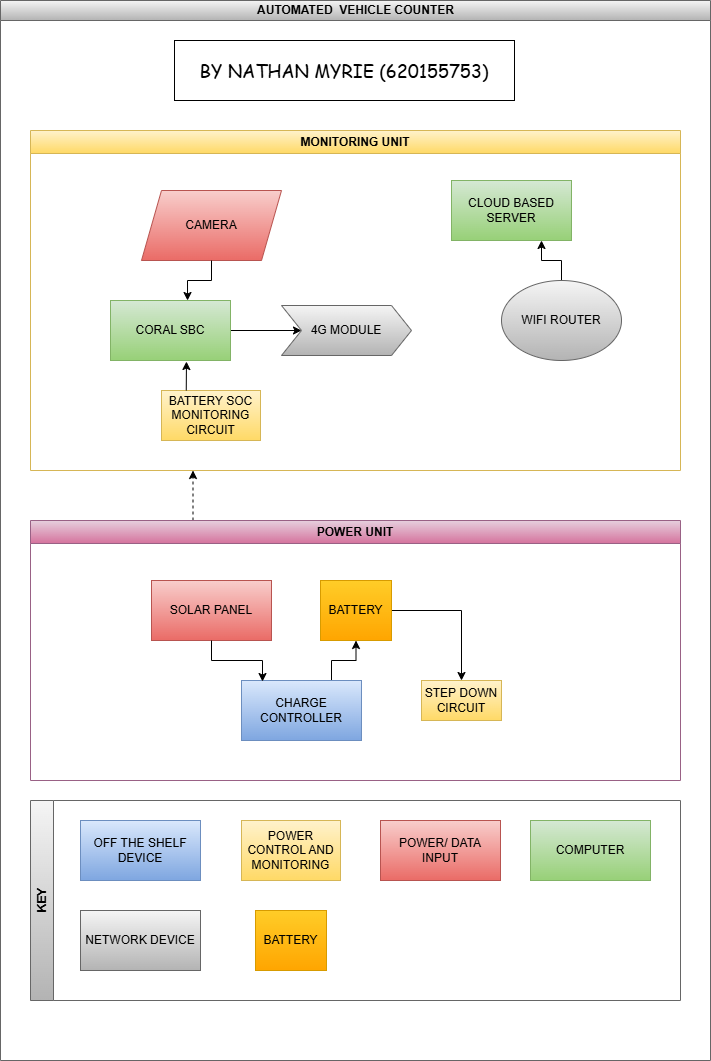 AUTOMATED  VEHICLE COUNTER
BY NATHAN MYRIE (620155753)
MONITORING UNIT
CAMERA
CLOUD BASED
SERVER
CORAL SBC
4G MODULE
WIFI ROUTER
BATTERY SOC
MONITORING
CIRCUIT
POWER UNIT
SOLAR PANEL
BATTERY
CHARGE
CONTROLLER
STEP DOWN
CIRCUIT
KEY
OFF THE SHELF
DEVICE
POWER
CONTROL AND
MONITORING
POWER/ DATA
INPUT
COMPUTER
NETWORK DEVICE
BATTERY